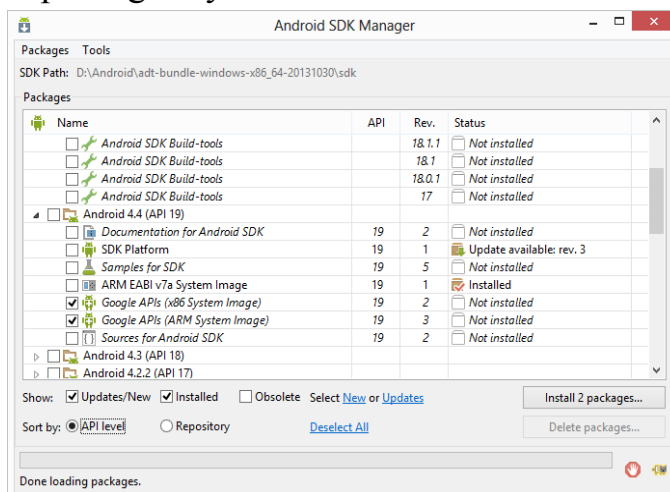 Android SDK Manager
Packages Tools
SDK Path: D:\Android\adt-bundle-windows-x86_64-20131030\sdk
Packages
Name API Rev. Status
Android SDK Build-tools 18.1.1 Not installed
Android SDK Build-tools 18.1 Not installed
Android SDK Build-tools 18.0.1 Not installed
Android SDK Build-tools 17 Not installed
Android 4.4 (API 19)
Documentation for Android SDK 19 2 Not installed
SDK Platform 19 1 Update available: rev. 3
Samples for SDK 19 5 Not installed
ARM EABI v7a System Image 19 1 Installed
Google APIs (x86 System Image) 19 2 Not installed
Google APIs (ARM System Image) 19 3 Not installed
Sources for Android SDK 19 2 Not installed
Android 4.3 (API 18)
Android 4.2.2 (API 17)
Show: Updates/New Installed Obsolete Select New or Updates Install 2 packages...
Sort by: API level Repository Deselect All Delete packages...
Done loading packages.